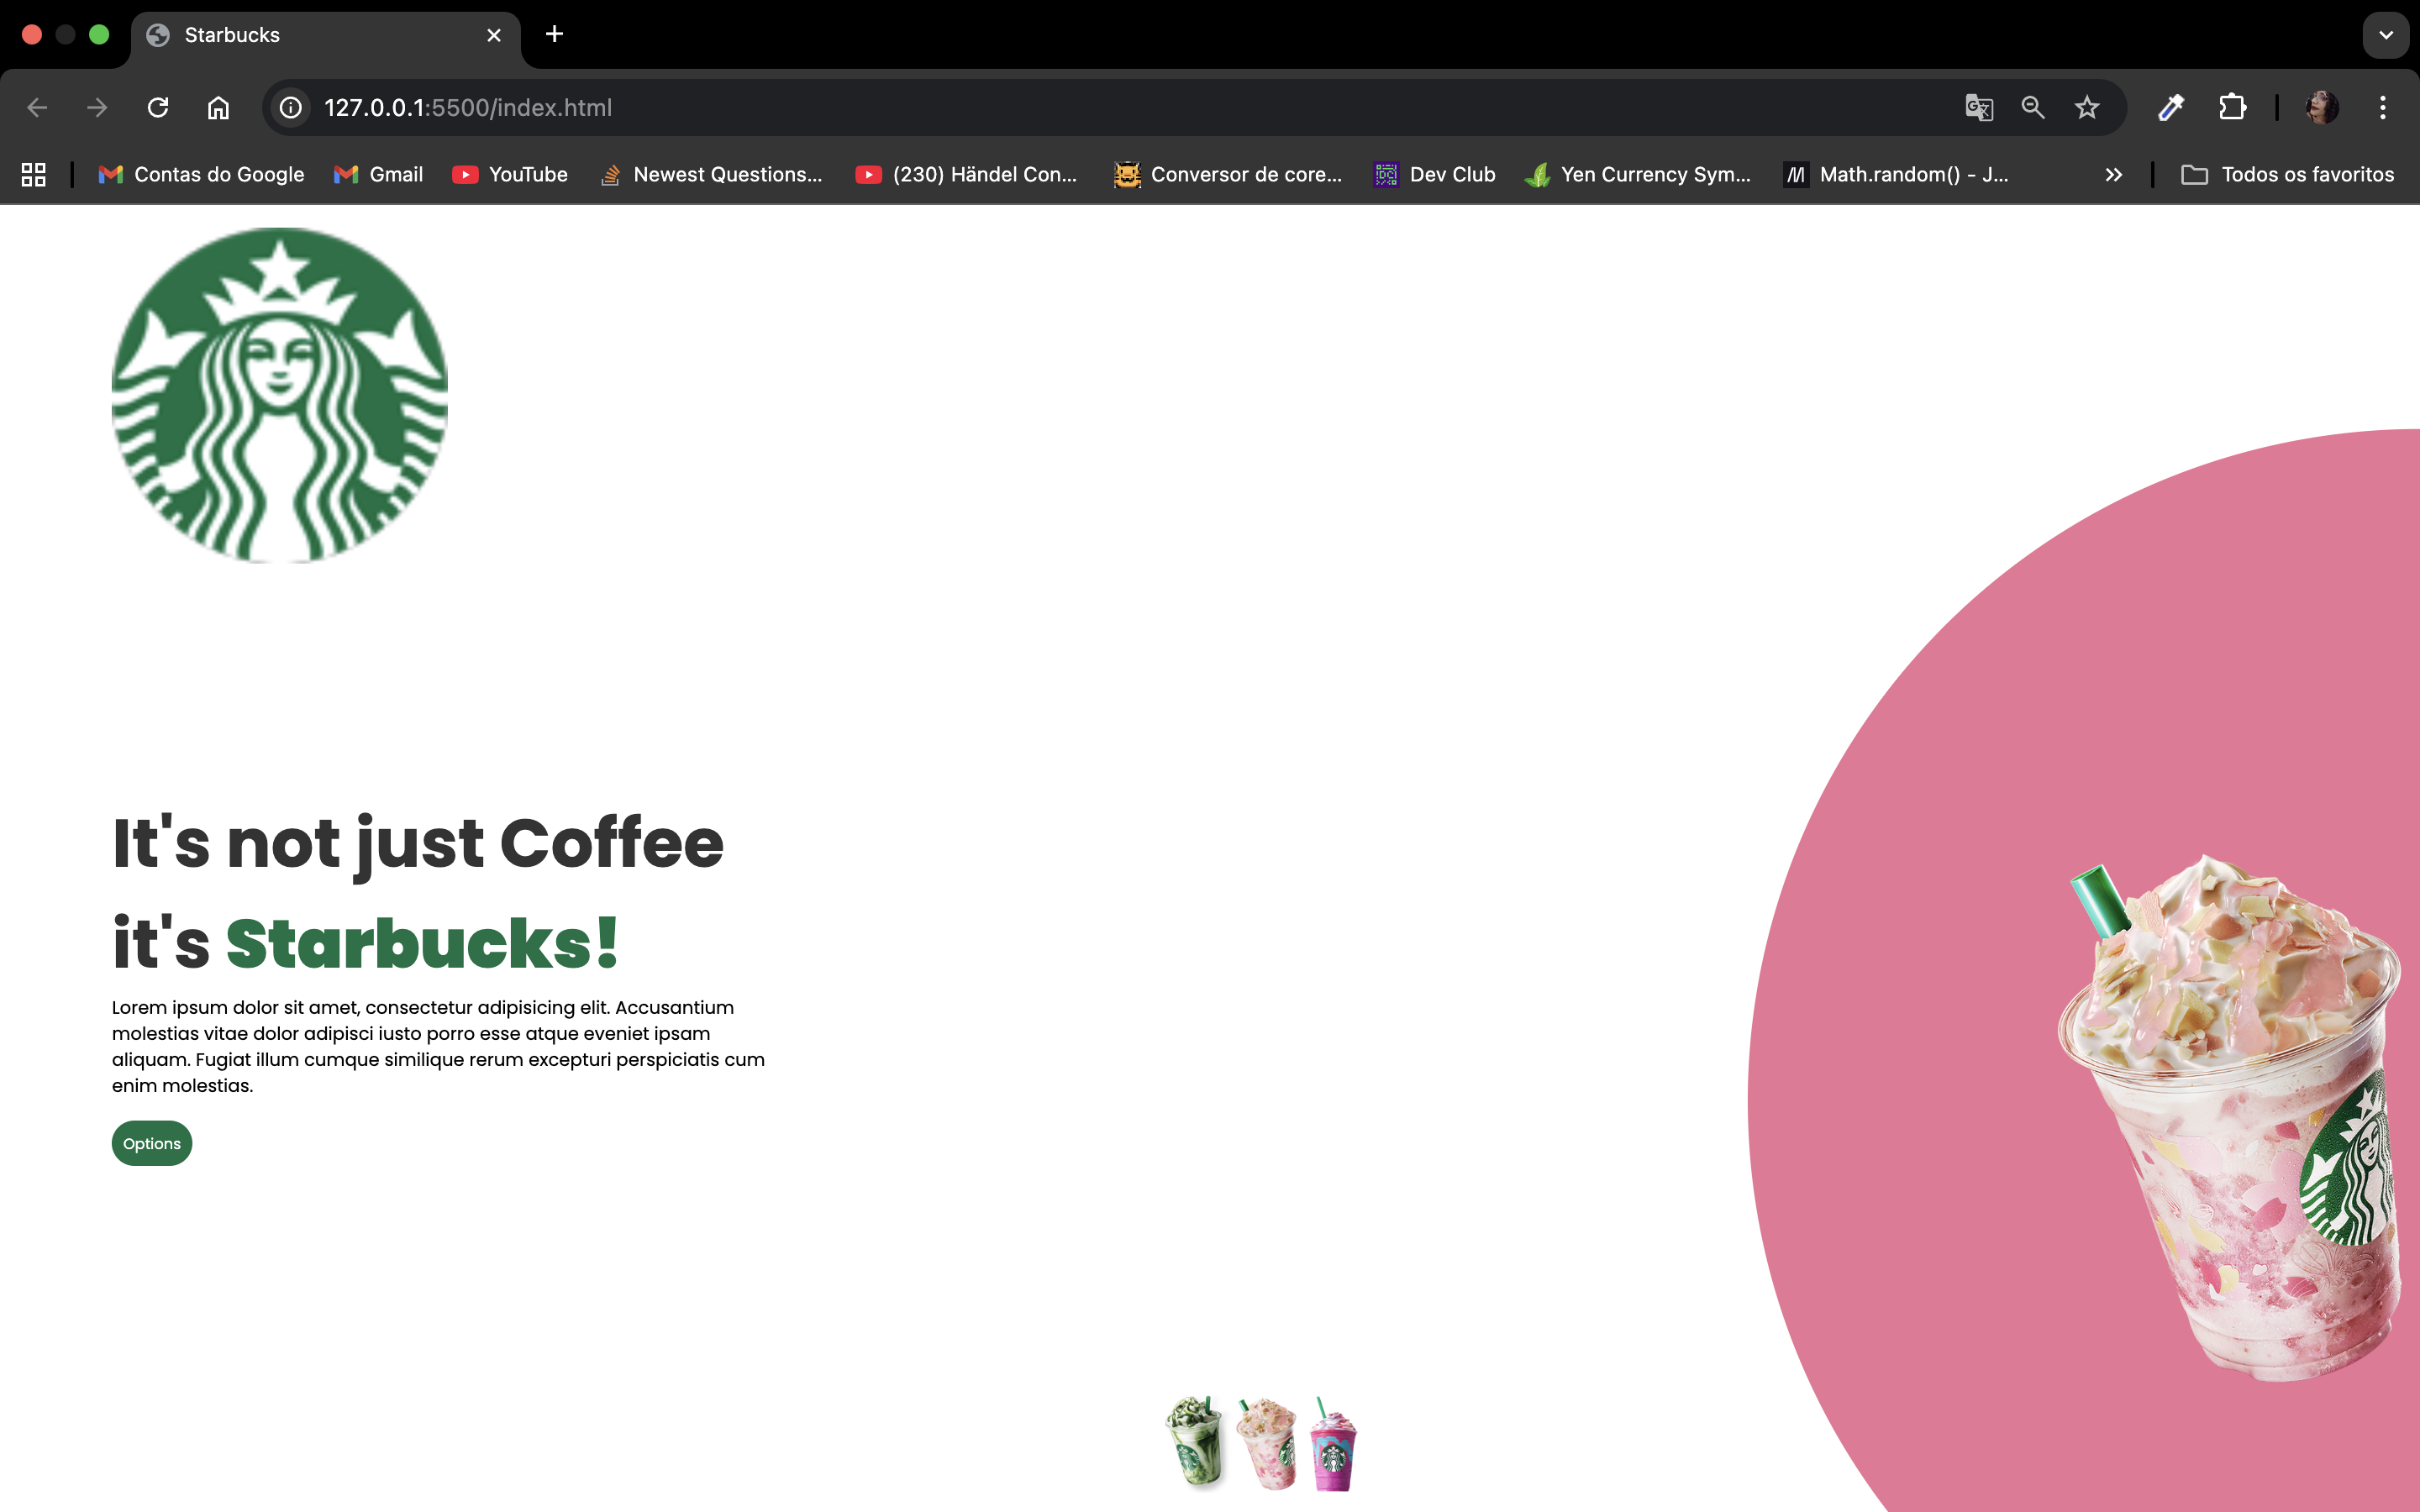 Starbucks
127.0.0.1:5500/index.html
Contas do Google
Gmail
YouTube
Newest Questions...
(230) Händel Con...
Conversor de core...
Dev Club
Yen Currency Sym...
Math.random() - J...
Todos os favoritos
It's not just Coffee
it's Starbucks!
Lorem ipsum dolor sit amet, consectetur adipisicing elit. Accusantium
molestias vitae dolor adipisci iusto porro esse atque eveniet ipsam
aliquam. Fugiat illum cumque similique rerum excepturi perspiciatis cum
enim molestias.
Options